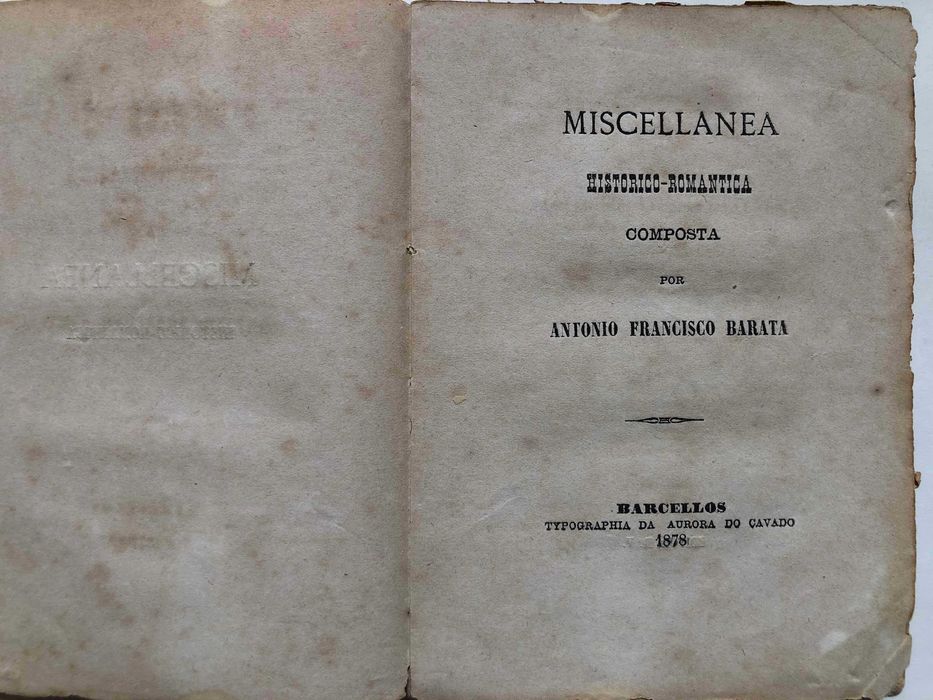 MISCELLANEA
HISTORICO-ROMANTICA
COMPOSTA
POR
ANTONIO FRANCISCO BARATA
BARCELLOS
TYPOGRAPHIA DA AURORA DO CAVADO
1878